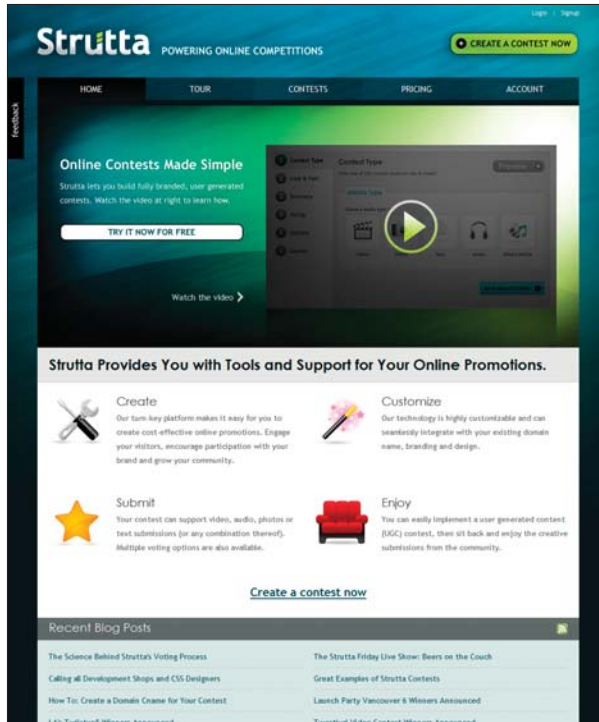 Login | Signup
Strutta POWERING ONLINE COMPETITIONS
CREATE A CONTEST NOW
HOME TOUR CONTESTS PRICING ACCOUNT
feedback
Online Contests Made Simple
Strutta lets you build fully branded, user generated
contests. Watch the video at right to learn how.
TRY IT NOW FOR FREE
Watch the video
Contest Type
Contest Type
Strutta Provides You with Tools and Support for Your Online Promotions.
Create
Our turn-key platform makes it easy for you to
create cost-effective online promotions. Engage
your visitors, encourage participation with your
brand and grow your community.
Customize
Our technology is highly customizable and can
seamlessly integrate with your existing domain
name, branding and design.
Submit
Your contest can support video, audio, photos or
text submissions (or any combination thereof).
Multiple voting options are also available.
Enjoy
You can easily implement a user generated content
(UGC) contest, then sit back and enjoy the creative
submissions from the community.
Create a contest now
Recent Blog Posts
The Science Behind Strutta's Voting Process
The Strutta Friday Live Show: Beers on the Couch
Calling all Development Shops and CSS Designers
Great Examples of Strutta Contests
How To: Create a Domain Cname for Your Contest
Launch Party Vancouver 6 Winners Announced